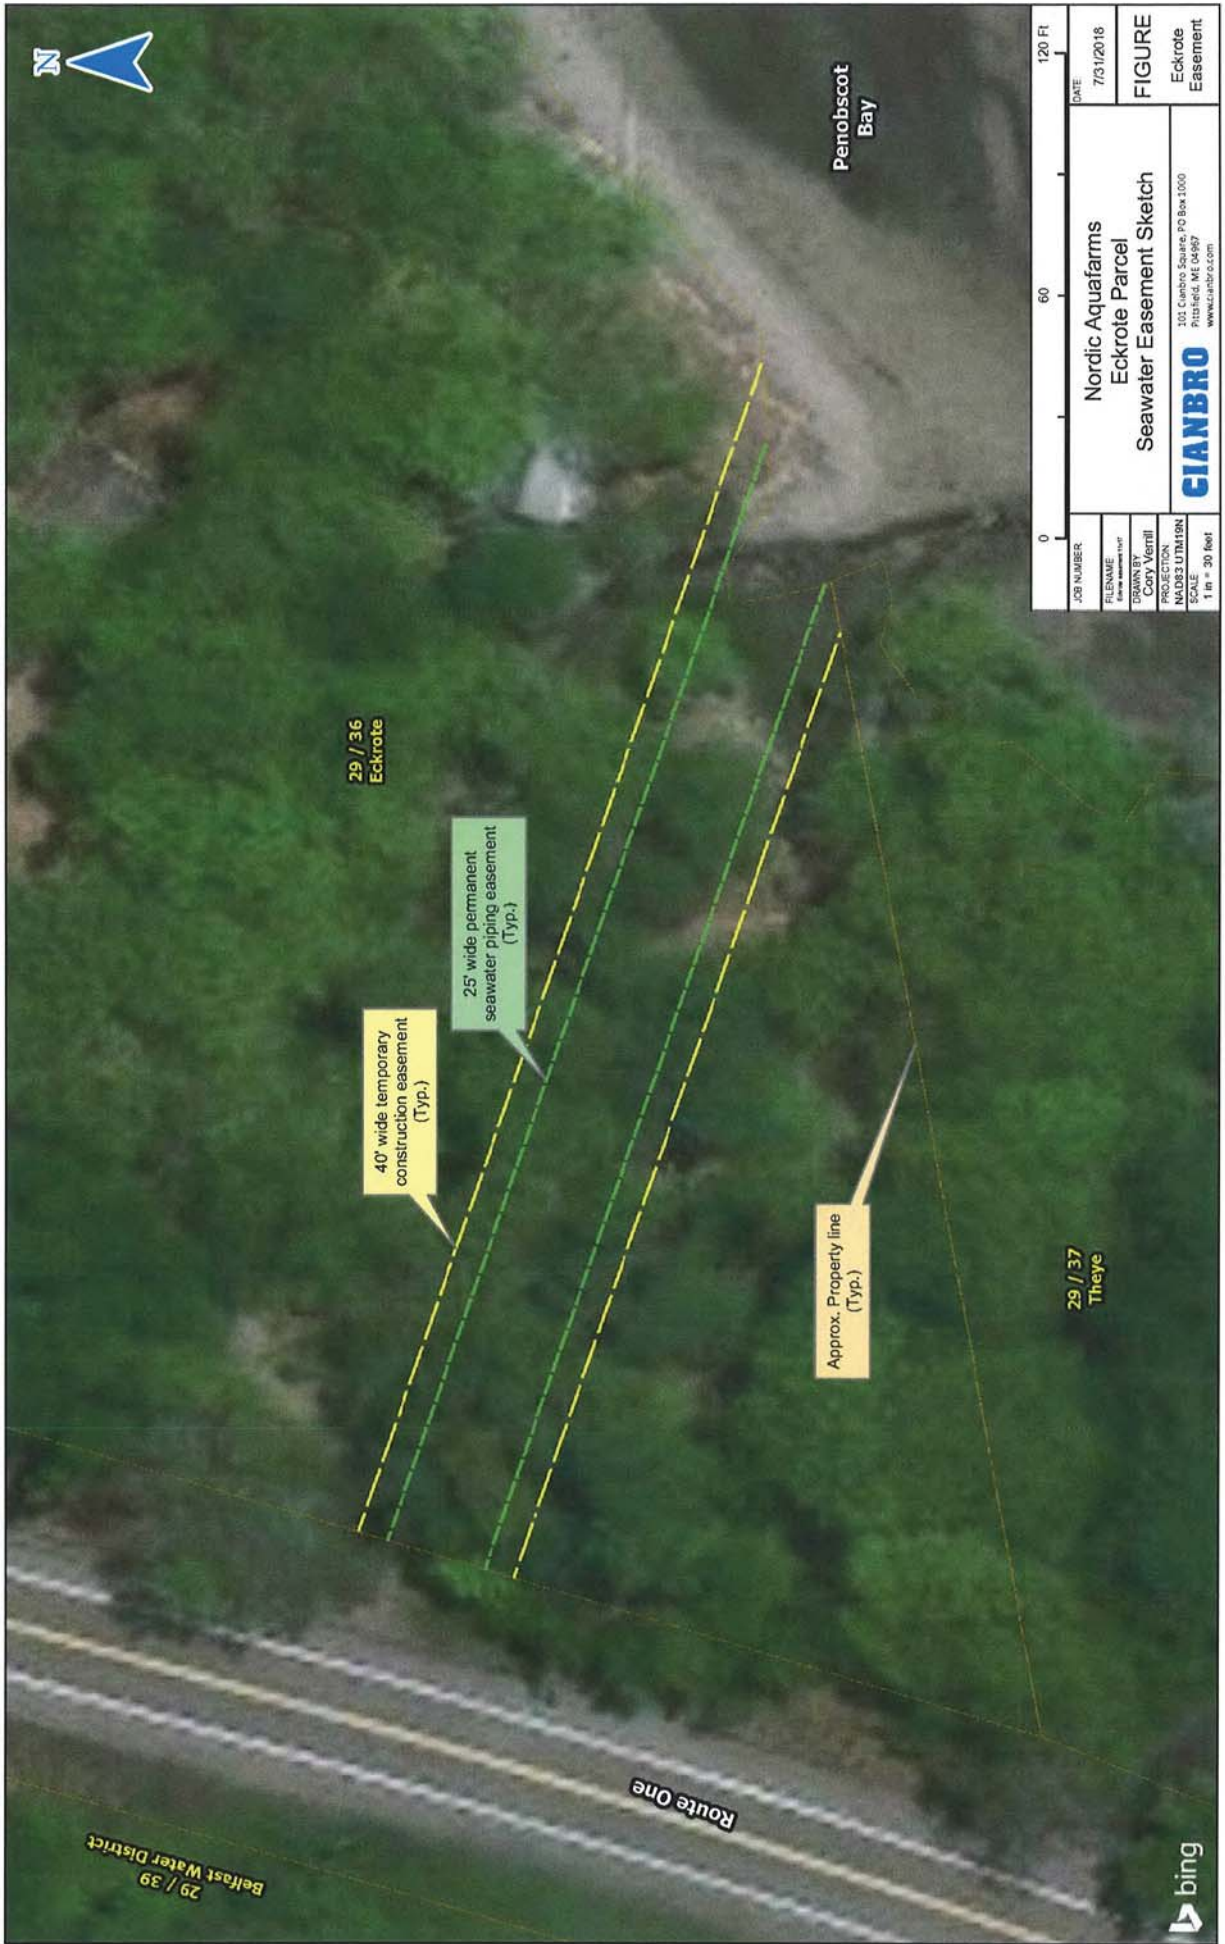 N
Penobscot
Bay
29 / 36
Eckrote
40' wide temporary
construction easement
(Typ.)
25' wide permanent
seawater piping easement
(Typ.)
Approx. Property line
(Typ.)
29 / 37
Theye
Route One
29 / 39
Belfast Water District
bing
0
60
120 Ft
JOB NUMBER
FILENAME
DRAWN BY
Cory Verrill
PROJECTION
NAD83 UTM19N
SCALE
1 in = 30 feet
Nordic Aquafarms
Eckrote Parcel
Seawater Easement Sketch
CIANBRO
101 Cianbro Square, PO Box 1000
Pittsfield, ME 04967
www.cianbro.com
DATE
7/31/2018
FIGURE
Eckrote
Easement